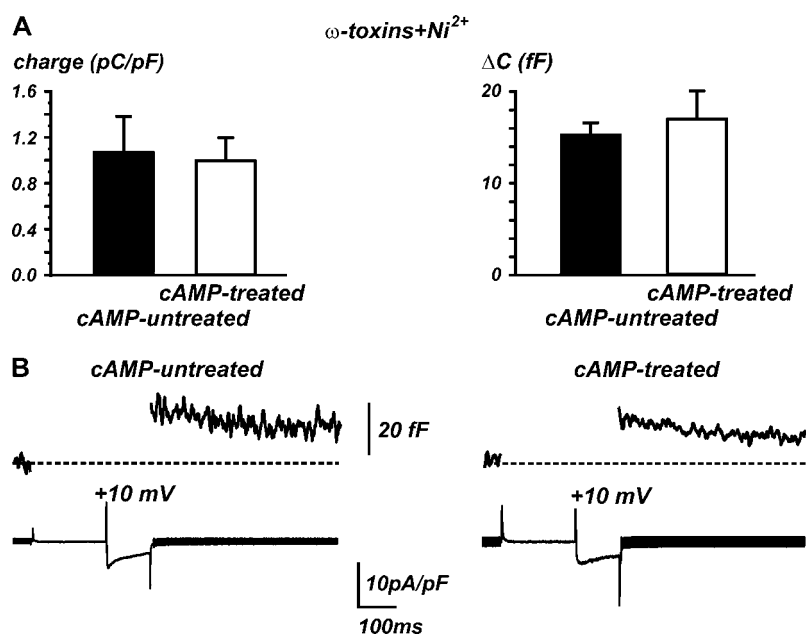 A
ω-toxins+Ni²⁺
charge (pC/pF)
1.6
1.2
0.8
0.4
0.0
cAMP-treated
cAMP-untreated
ΔC (fF)
20
10
0
cAMP-treated
cAMP-untreated
B
cAMP-untreated
cAMP-treated
20 fF
+10 mV
+10 mV
10pA/pF
100ms